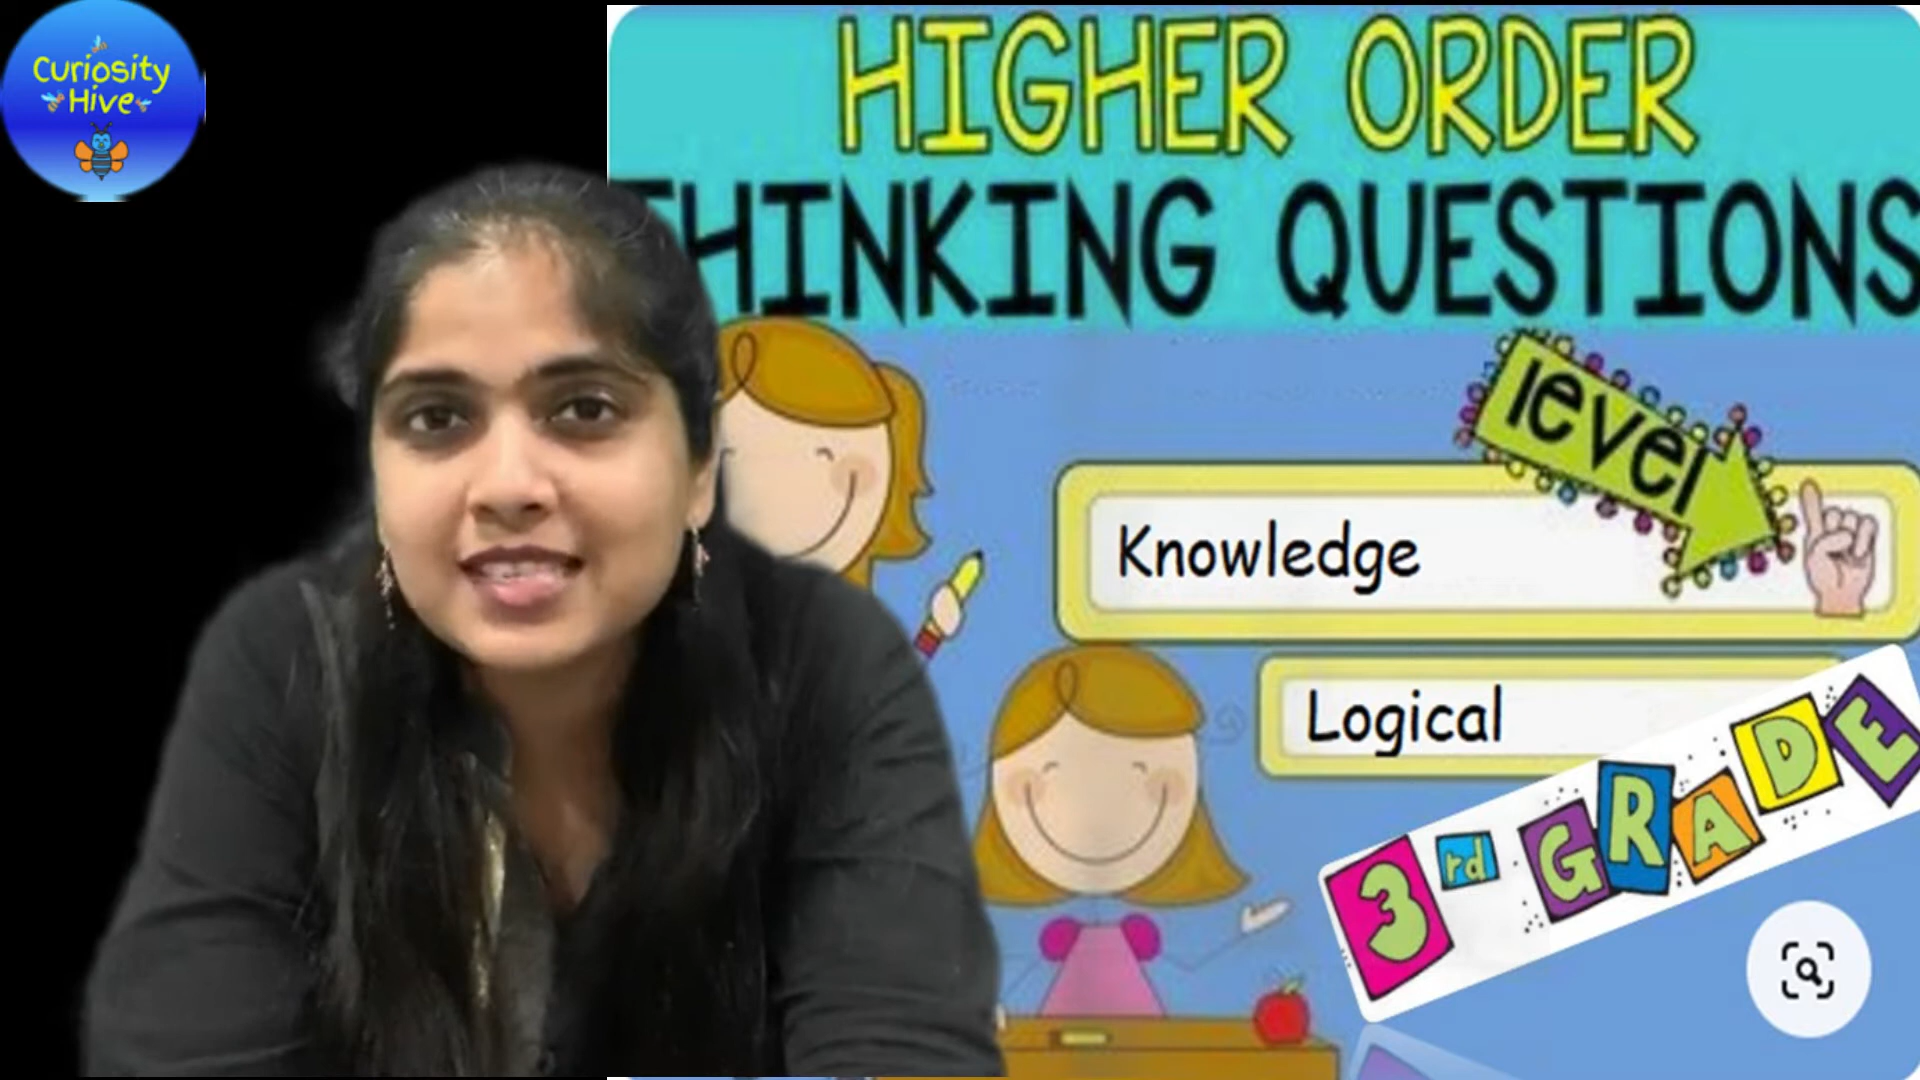 Curiosity
Hive
HIGHER ORDER
THINKING QUESTIONS
level
Knowledge
Logical
3rd GRADE